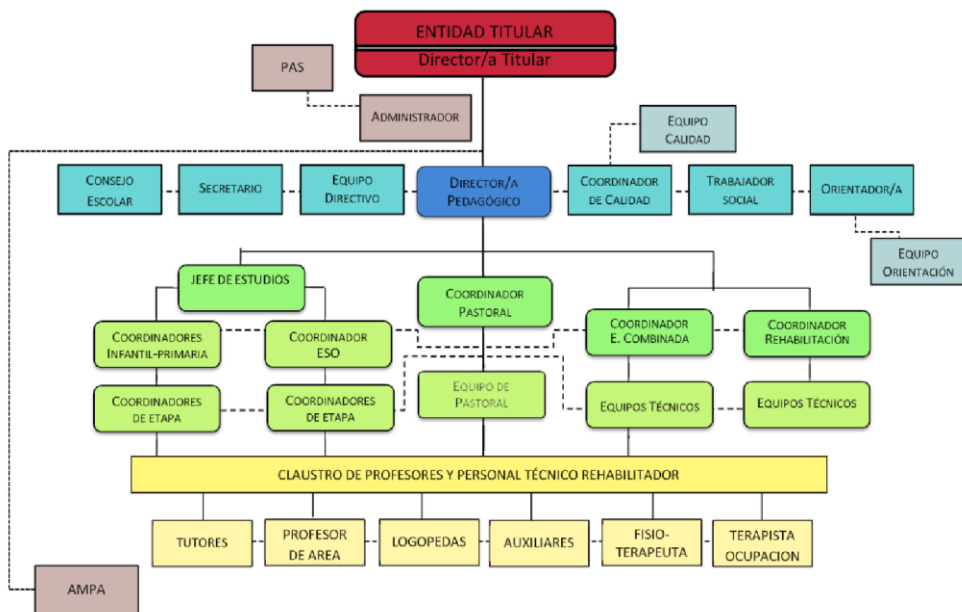 ENTIDAD TITULAR
Director/a Titular
PAS
ADMINISTRADOR
EQUIPO
CALIDAD
CONSEJO
ESCOLAR
SECRETARIO
EQUIPO
DIRECTIVO
DIRECTOR/A
PEDAGÓGICO
COORDINADOR
DE CALIDAD
TRABAJADOR
SOCIAL
ORIENTADOR/A
EQUIPO
ORIENTACIÓN
JEFE DE ESTUDIOS
COORDINADOR
PASTORAL
COORDINADORES
INFANTIL-PRIMARIA
COORDINADOR
ESO
COORDINADOR
E. COMBINADA
COORDINADOR
REHABILITACIÓN
COORDINADORES
DE ETAPA
COORDINADORES
DE ETAPA
EQUIPO DE
PASTORAL
EQUIPOS TÉCNICOS
EQUIPOS TÉCNICOS
CLAUSTRO DE PROFESORES Y PERSONAL TÉCNICO REHABILITADOR
TUTORES
PROFESOR
DE AREA
LOGOPEDAS
AUXILIARES
FISIO-
TERAPEUTA
TERAPISTA
OCUPACION
AMPA